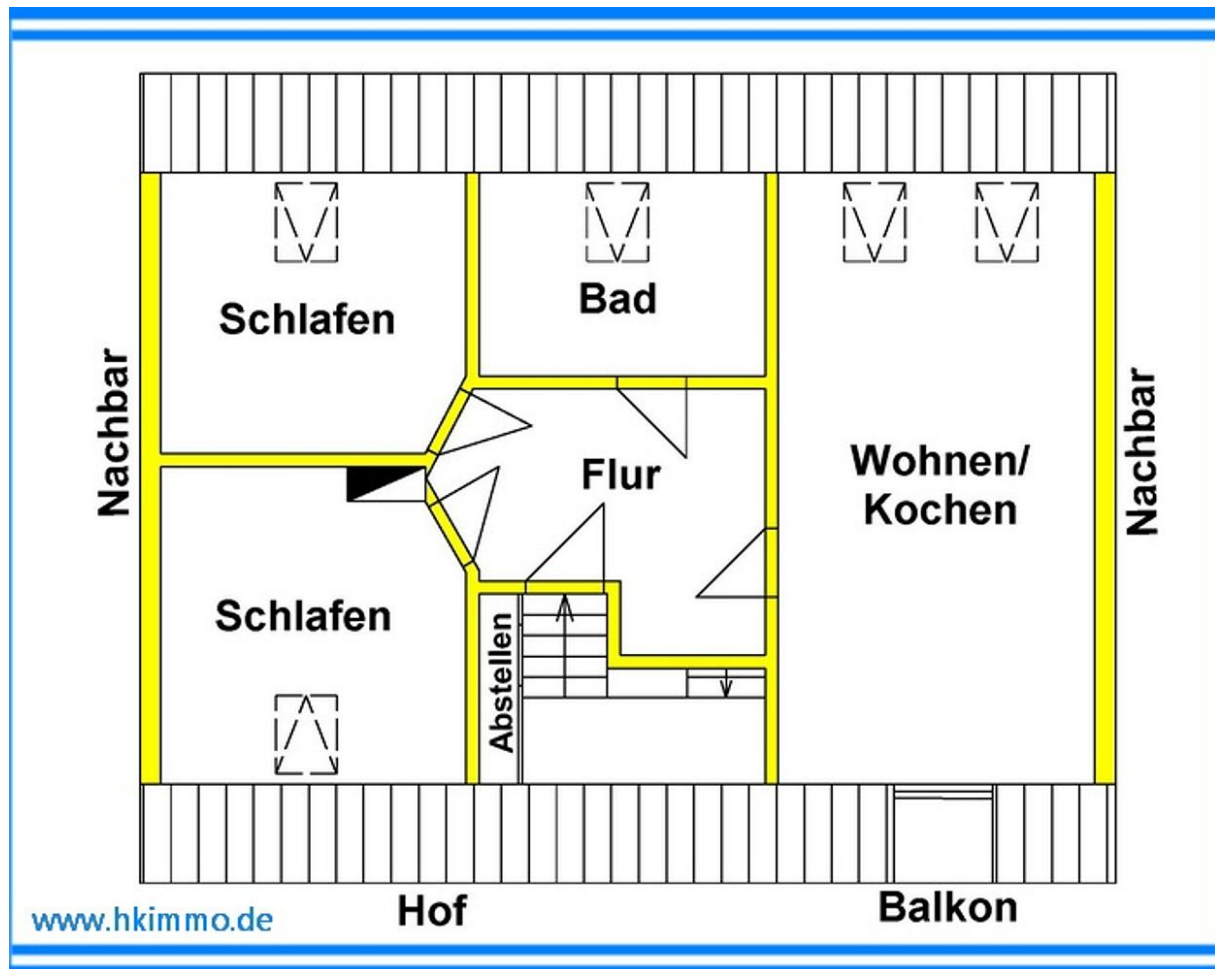 Schlafen
Bad
Nachbar
Nachbar
Wohnen/
Kochen
Flur
Schlafen
Abstellen
Hof
Balkon
www.hkimmo.de